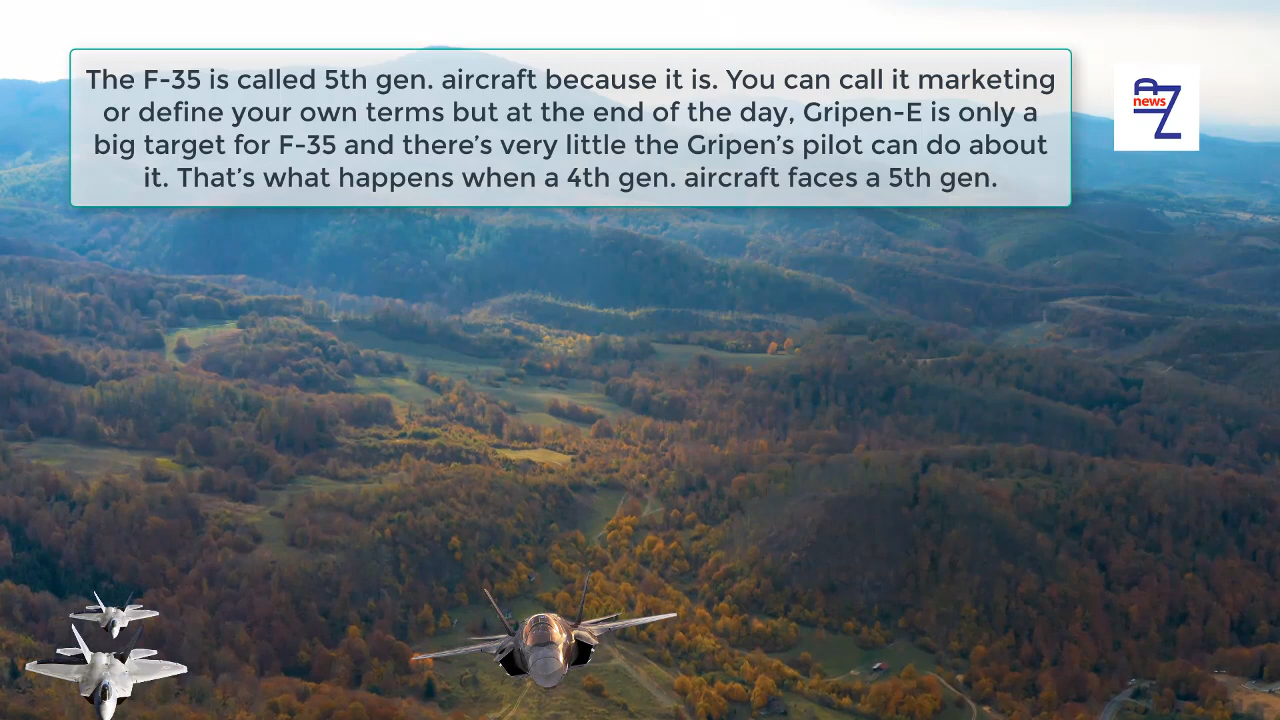 The F-35 is called 5th gen. aircraft because it is. You can call it marketing
or define your own terms but at the end of the day, Gripen-E is only a
big target for F-35 and there's very little the Gripen's pilot can do about
it. That's what happens when a 4th gen. aircraft faces a 5th gen.
A
news
Z